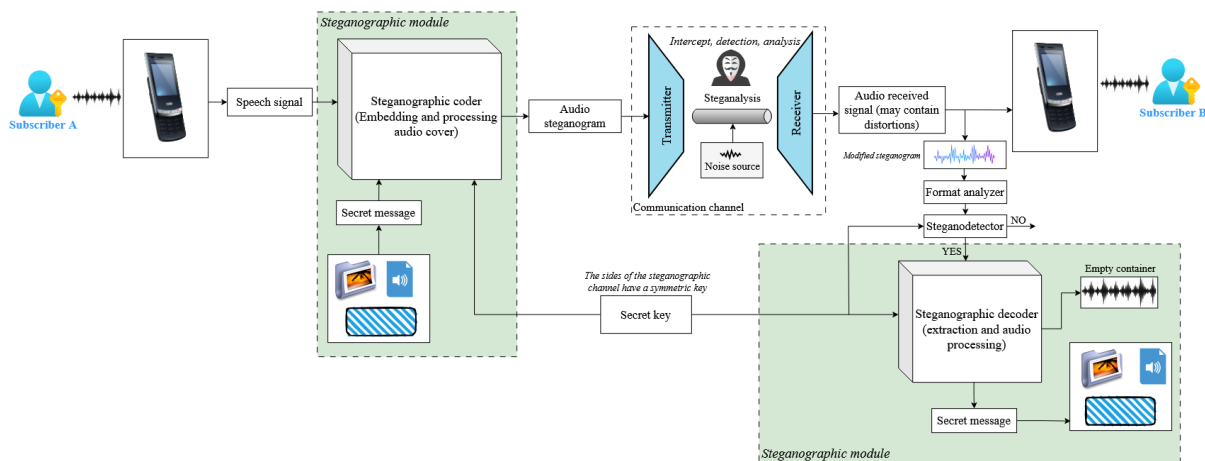 Steganographic module
Subscriber A
Speech signal
Steganographic coder
(Embedding and processing
audio cover)
Secret message
Audio
steganogram
Intercept, detection, analysis
Transmitter
Steganalysis
Noise source
Receiver
Communication channel
Audio received
signal (may contain
distortions)
Subscriber B
Modified steganogram
Format analyzer
Steganodetector
NO
YES
The sides of the steganographic
channel have a symmetric key
Secret key
Steganographic decoder
(extraction and audio
processing)
Empty container
Secret message
Steganographic module